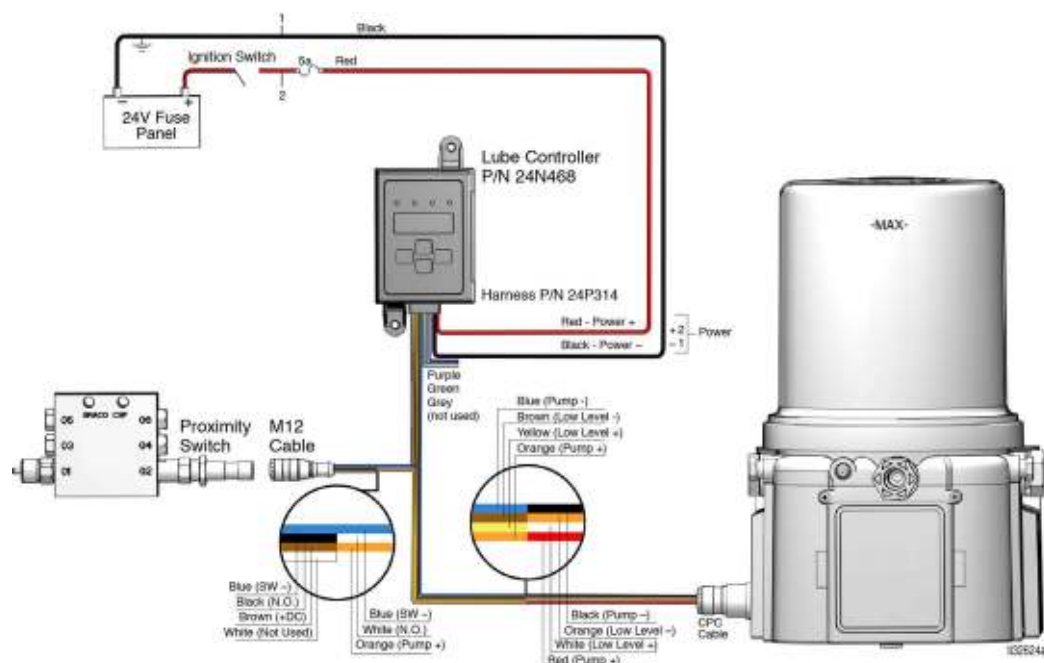 1
Black
Ignition Switch
5a
Red
2
24V Fuse
Panel
Lube Controller
P/N 24N468
-MAX-
Harness P/N 24P314
Red - Power +
+ 2
Power
Black - Power –
– 1
Purple
Green
Grey
(not used)
Blue (Pump -)
Brown (Low Level -)
Yellow (Low Level +)
Orange (Pump +)
GRACO CSP
Proximity
Switch
M12
Cable
Blue (SW –)
Black (N.O.)
Brown (+DC)
White (Not Used)
Blue (SW –)
White (N.O.)
Orange (Pump +)
Black (Pump –)
Orange (Low Level –)
White (Low Level +)
Red (Pump +)
CPC
Cable